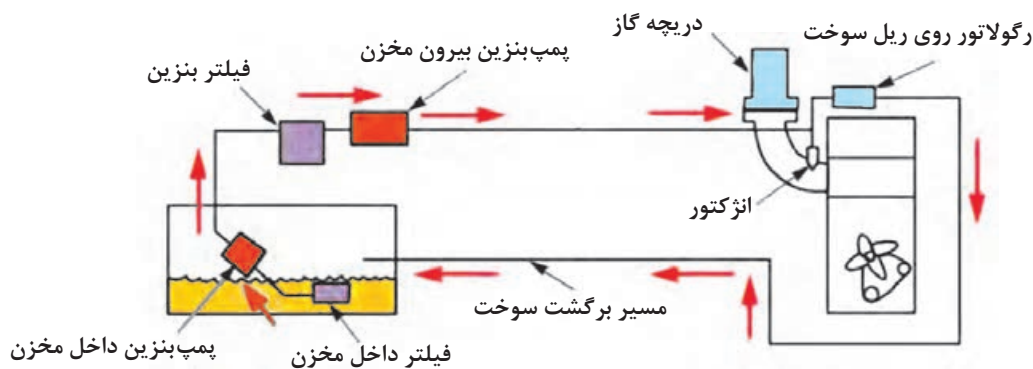 رگولاتور روی ریل سوخت
دریچه گاز
پمپ‌بنزین بیرون مخزن
فیلتر بنزین
انژکتور
مسیر برگشت سوخت
فیلتر داخل مخزن
پمپ‌بنزین داخل مخزن